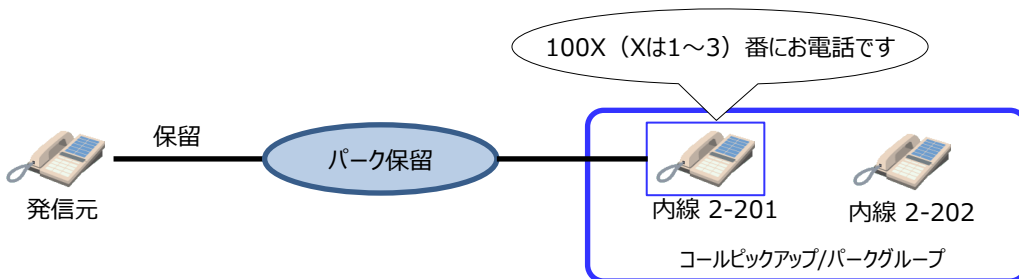 100X（Xは1～3）番にお電話です
保留
パーク保留
発信元
内線 2-201
内線 2-202
コールピックアップ/パークグループ